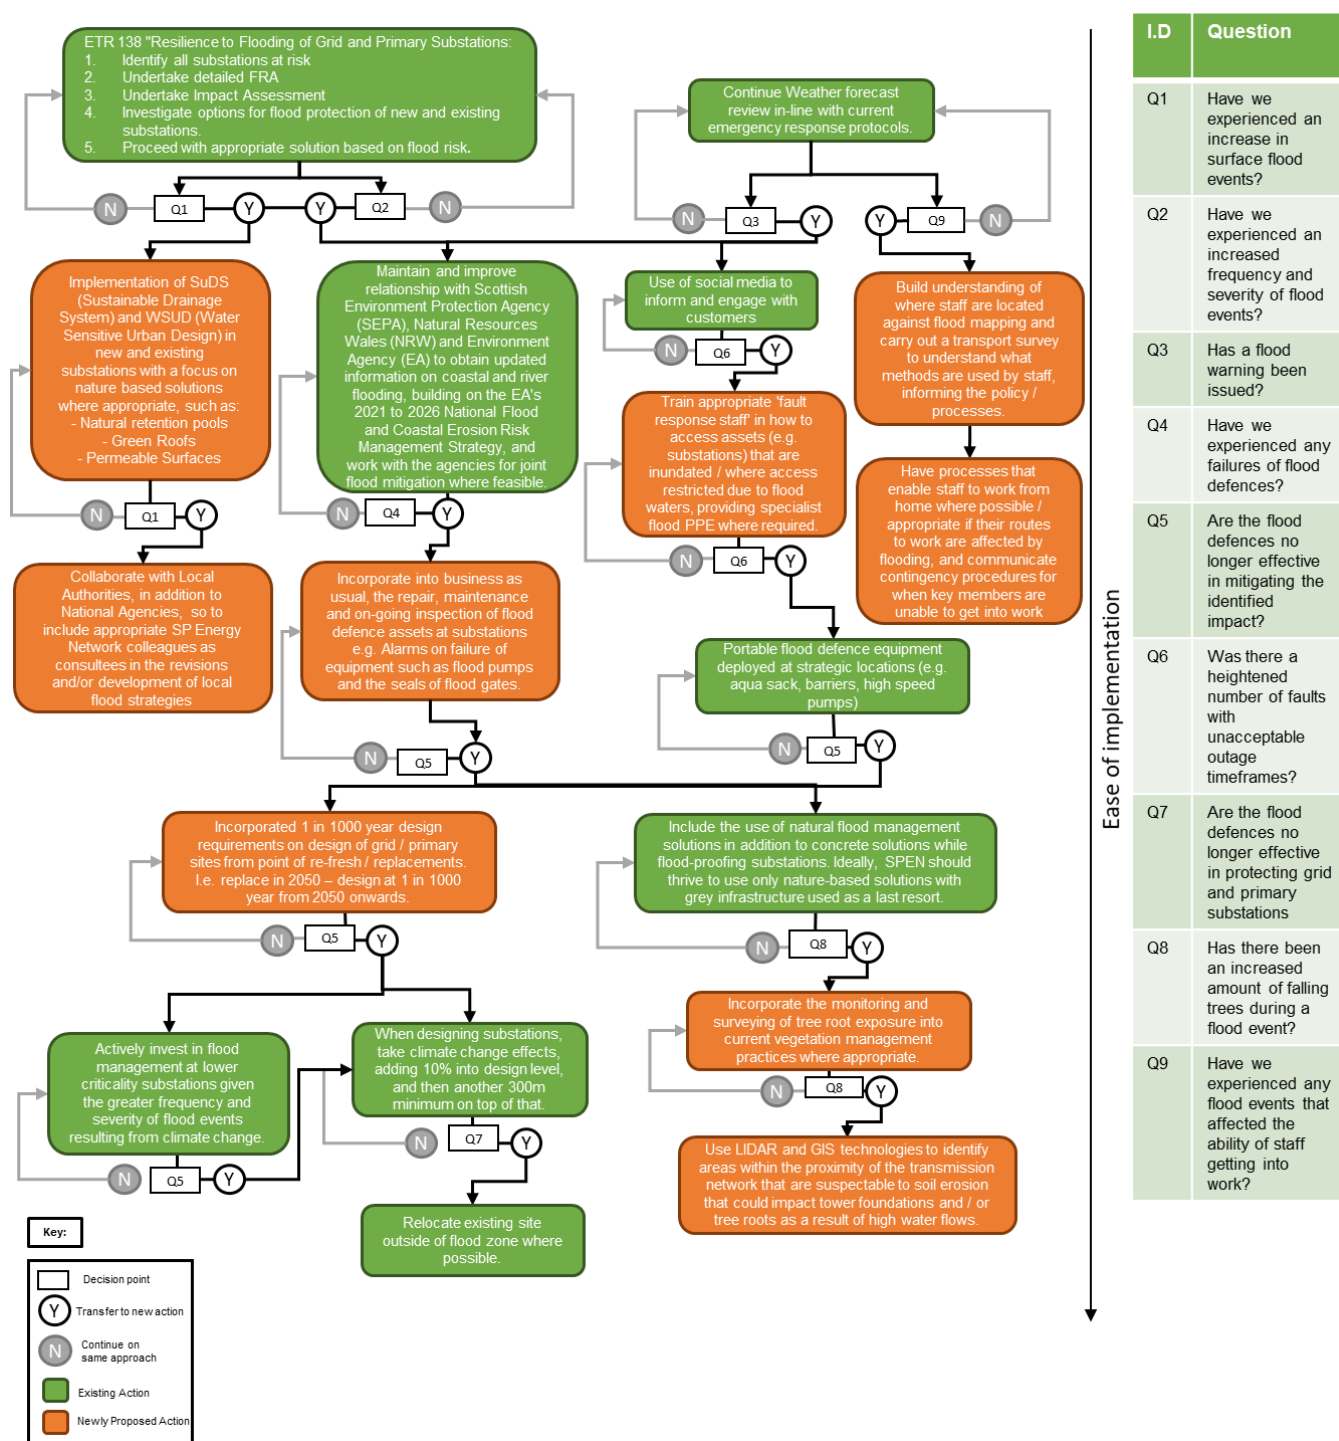 ETR 138 "Resilience to Flooding of Grid and Primary Substations:
1. Identify all substations at risk
2. Undertake detailed FRA
3. Undertake Impact Assessment
4. Investigate options for flood protection of new and existing
substations.
5. Proceed with appropriate solution based on flood risk.
Continue Weather forecast
review in-line with current
emergency response protocols.
N
Q1
Y
Y
Q2
N
N
Q3
Y
Y
Q9
N
Implementation of SuDS
(Sustainable Drainage
System) and WSUD (Water
Sensitive Urban Design) in
new and existing
substations with a focus on
nature based solutions
where appropriate, such as:
- Natural retention pools
- Green Roofs
- Permeable Surfaces
N
Q1
Y
Collaborate with Local
Authorities, in addition to
National Agencies, so to
include appropriate SP Energy
Network colleagues as
consultees in the revisions
and/or development of local
flood strategies
Maintain and improve
relationship with Scottish
Environment Protection Agency
(SEPA), Natural Resources
Wales (NRW) and Environment
Agency (EA) to obtain updated
information on coastal and river
flooding, building on the EA's
2021 to 2026 National Flood
and Coastal Erosion Risk
Management Strategy, and
work with the agencies for joint
flood mitigation where feasible.
N
Q4
Y
Incorporate into business as
usual, the repair, maintenance
and on-going inspection of flood
defence assets at substations
e.g. Alarms on failure of
equipment such as flood pumps
and the seals of flood gates.
N
Q5
Y
Use of social media to
inform and engage with
customers
N
Q6
Y
Train appropriate 'fault
response staff' in how to
access assets (e.g.
substations) that are
inundated / where access
restricted due to flood
waters, providing specialist
flood PPE where required.
N
Q6
Y
Portable flood defence equipment
deployed at strategic locations (e.g.
aqua sack, barriers, high speed
pumps)
N
Q5
Y
Build understanding of
where staff are located
against flood mapping and
carry out a transport survey
to understand what
methods are used by staff,
informing the policy /
processes.
Have processes that
enable staff to work from
home where possible /
appropriate if their routes
to work are affected by
flooding, and communicate
contingency procedures for
when key members are
unable to get into work
Incorporated 1 in 1000 year design
requirements on design of grid /
primary sites from point of re-fresh /
replacements.
I.e. replace in 2050 – design at 1 in 1000
year from 2050 onwards.
N
Q5
Y
Include the use of natural flood management
solutions in addition to concrete solutions while
flood-proofing substations. Ideally, SPEN should
thrive to use only nature-based solutions with
grey infrastructure used as a last resort.
N
Q8
Y
Actively invest in flood
management at lower
criticality substations given
the greater frequency and
severity of flood events
resulting from climate change.
N
Q5
Y
When designing substations,
take climate change effects,
adding 10% into design level,
and then another 300m
minimum on top of that.
N
Q7
Y
Relocate existing site
outside of flood zone where
possible.
Incorporate the monitoring and
surveying of tree root exposure into
current vegetation management
practices where appropriate.
N
Q8
Y
Use LIDAR and GIS technologies to identify
areas within the proximity of the transmission
network that are suspectable to soil erosion
that could impact tower foundations and / or
tree roots as a result of high water flows.
Ease of implementation
Key:
Decision point
Y
Transfer to new action
N
Continue on
same approach
Existing Action
Newly Proposed Action
I.D Question
Q1 Have we
experienced an
increase in
surface flood
events?
Q2 Have we
experienced an
increased
frequency and
severity of flood
events?
Q3 Has a flood
warning been
issued?
Q4 Have we
experienced any
failures of flood
defences?
Q5 Are the flood
defences no
longer effective
in mitigating the
identified
impact?
Q6 Was there a
heightened
number of faults
with
unacceptable
outage
timeframes?
Q7 Are the flood
defences no
longer effective
in protecting grid
and primary
substations
Q8 Has there been
an increased
amount of falling
trees during a
flood event?
Q9 Have we
experienced any
flood events that
affected the
ability of staff
getting into
work?